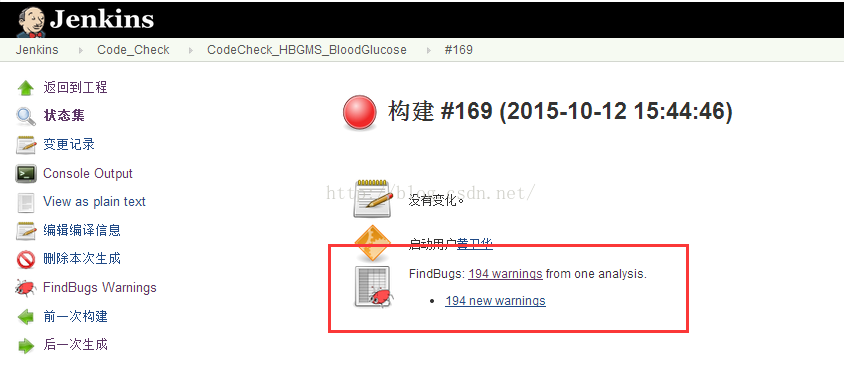 Jenkins
Jenkins Code_Check CodeCheck_HBGMS_BloodGlucose #169
返回到工程
状态集
变更记录
Console Output
View as plain text
编辑编译信息
删除本次生成
FindBugs Warnings
前一次构建
后一次生成
构建 #169 (2015-10-12 15:44:46)
http://blog.csdn.net/
没有变化。
启动用户
FindBugs: 194 warnings from one analysis.
194 new warnings